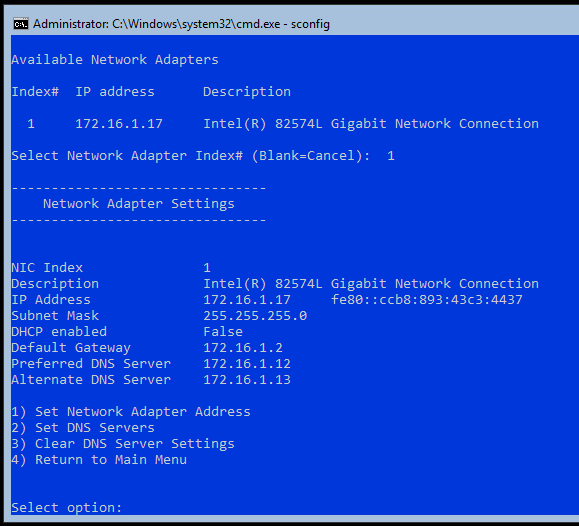 Administrator: C:\Windows\system32\cmd.exe - sconfig
Available Network Adapters
Index#  IP address      Description
  1     172.16.1.17     Intel(R) 82574L Gigabit Network Connection
Select Network Adapter Index# (Blank=Cancel):  1
--------------------------------
    Network Adapter Settings
--------------------------------
NIC Index               1
Description             Intel(R) 82574L Gigabit Network Connection
IP Address              172.16.1.17     fe80::ccb8:893:43c3:4437
Subnet Mask             255.255.255.0
DHCP enabled            False
Default Gateway         172.16.1.2
Preferred DNS Server    172.16.1.12
Alternate DNS Server    172.16.1.13
1) Set Network Adapter Address
2) Set DNS Servers
3) Clear DNS Server Settings
4) Return to Main Menu
Select option: